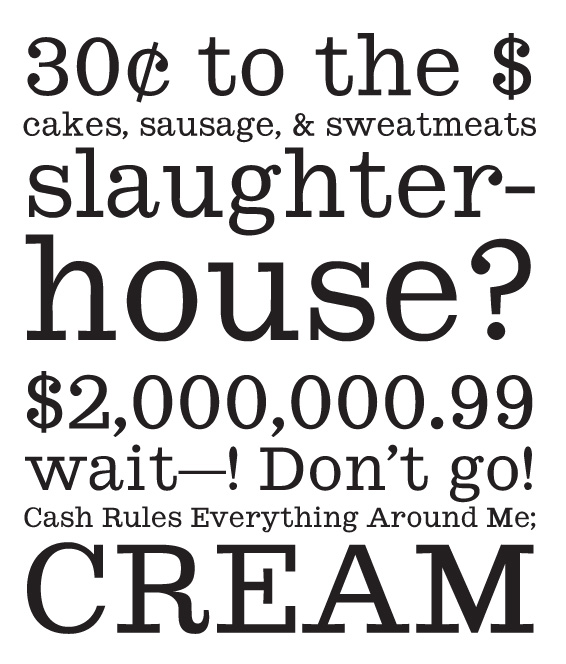 30¢ to the $
cakes, sausage, & sweatmeats
slaughter-
house?
$2,000,000.99
wait—! Don’t go!
Cash Rules Everything Around Me;
CREAM